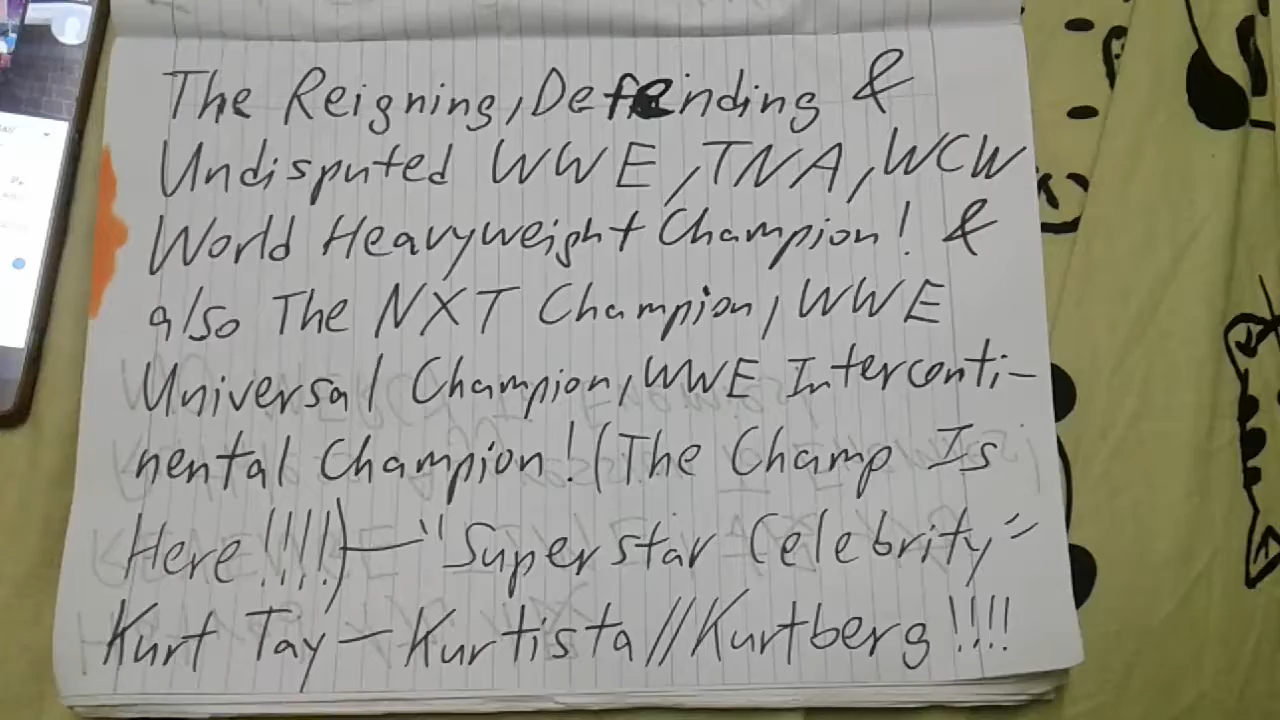 The Reigning, Defending &
Undisputed WWE, TNA, WCW
World Heavyweight Champion! &
also The NXT Champion, WWE
Universal Champion, WWE Interconti-
nental Champion! (The Champ Is
Here!!!!) — "Superstar Celebrity"
Kurt Tay — Kurtista//Kurtberg!!!!